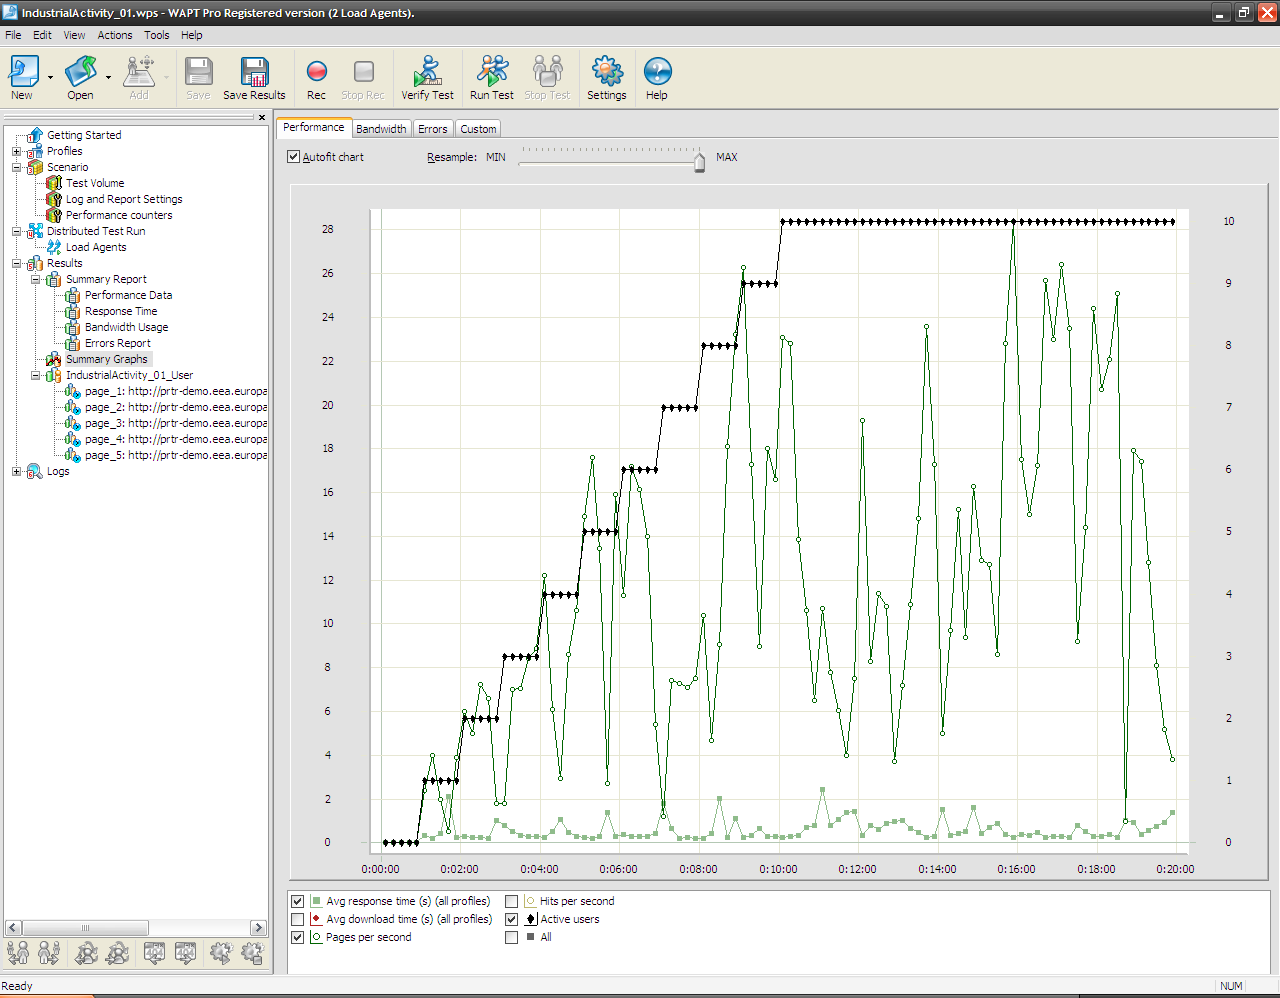 IndustrialActivity_01.wps - WAPT Pro Registered version (2 Load Agents).
File Edit View Actions Tools Help
New Open Add Save Save Results Rec Stop Rec Verify Test Run Test Stop Test Settings Help
Getting Started
Profiles
Scenario
Test Volume
Log and Report Settings
Performance counters
Distributed Test Run
Load Agents
Results
Summary Report
Performance Data
Response Time
Bandwidth Usage
Errors Report
Summary Graphs
IndustrialActivity_01_User
page_1: http://prtr-demo.eea.europa
page_2: http://prtr-demo.eea.europa
page_3: http://prtr-demo.eea.europa
page_4: http://prtr-demo.eea.europa
page_5: http://prtr-demo.eea.europa
Logs
Performance Bandwidth Errors Custom
Autofit chart Resample: MIN MAX
28
26
24
22
20
18
16
14
12
10
8
6
4
2
0
10
9
8
7
6
5
4
3
2
1
0
0:00:00 0:02:00 0:04:00 0:06:00 0:08:00 0:10:00 0:12:00 0:14:00 0:16:00 0:18:00 0:20:00
Avg response time (s) (all profiles) Hits per second
Avg download time (s) (all profiles) Active users
Pages per second All
Ready NUM